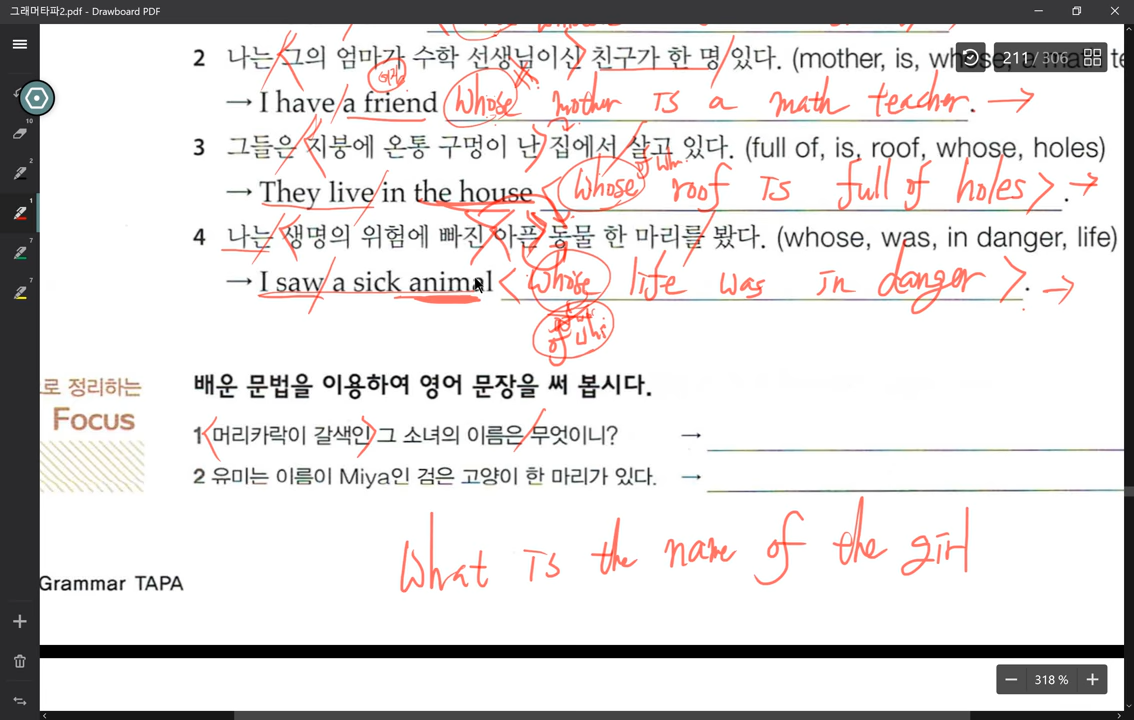 그래머타파2.pdf - Drawboard PDF
211 / 306
2 나는 그의 엄마가 수학 선생님이신 친구가 한 명 있다. (mother, is, whose, a math te
→ I have a friend whose mother is a math teacher. →
3 그들은 지붕에 온통 구멍이 난 집에서 살고 있다. (full of, is, roof, whose, holes)
of wh
→ They live in the house <whose roof is full of holes>. →
4 나는 생명의 위험에 빠진 아픈 동물 한 마리를 봤다. (whose, was, in danger, life)
→ I saw a sick animal <whose life was in danger>. →
of
로 정리하는
Focus
배운 문법을 이용하여 영어 문장을 써 봅시다.
1 <머리카락이 갈색인> 그 소녀의 이름은 / 무엇이니? →
2 유미는 이름이 Miya인 검은 고양이 한 마리가 있다. →
What is the name of the girl
Grammar TAPA
318 %
10
2
1
7
7